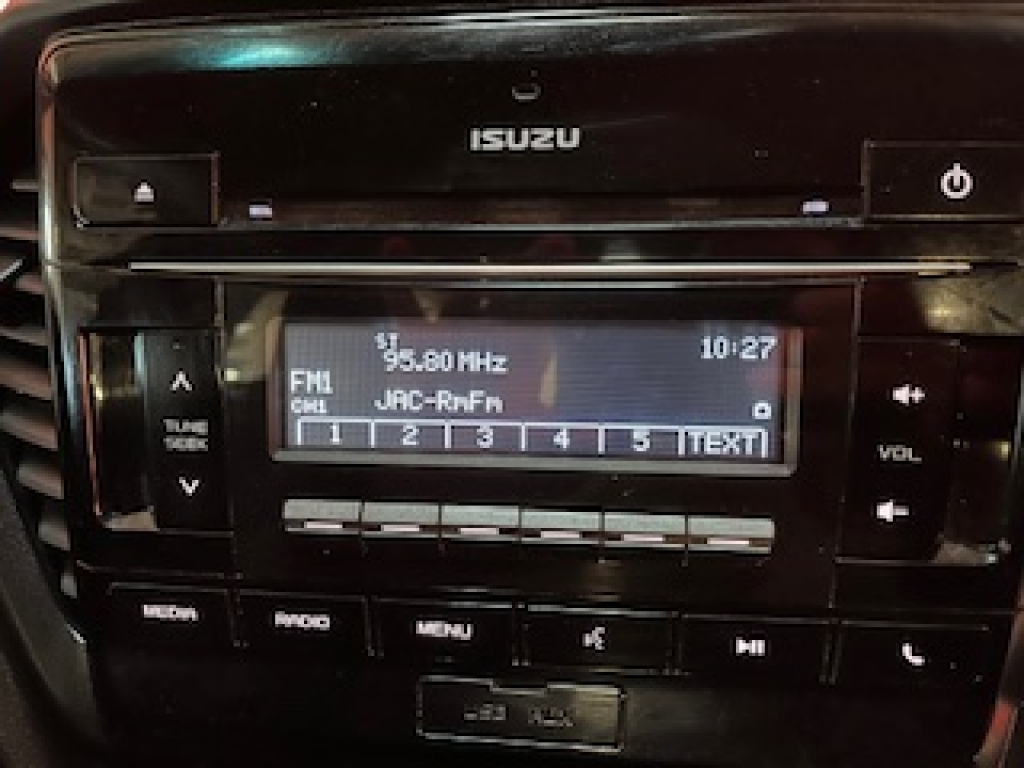 ISUZU
ST
95.80 MHz
10:27
FM1
CH1
JAC-RmFm
1 2 3 4 5 TEXT
TUNE
SEEK
VOL
MEDIA RADIO MENU
AUX